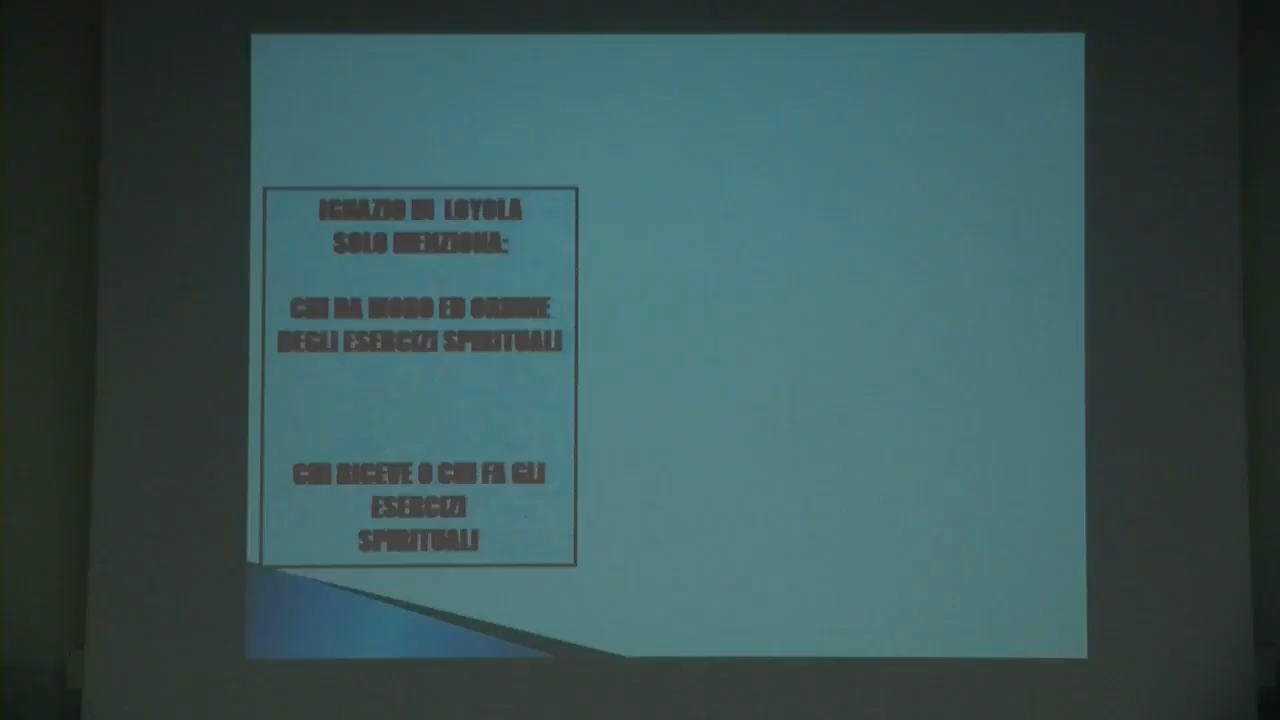 IGNAZIO DI LOYOLA
SOLO MENZIONA:
CHI DA MODO ED ORDINE
DEGLI ESERCIZI SPIRITUALI
CHI RICEVE O CHI FA GLI
ESERCIZI
SPIRITUALI